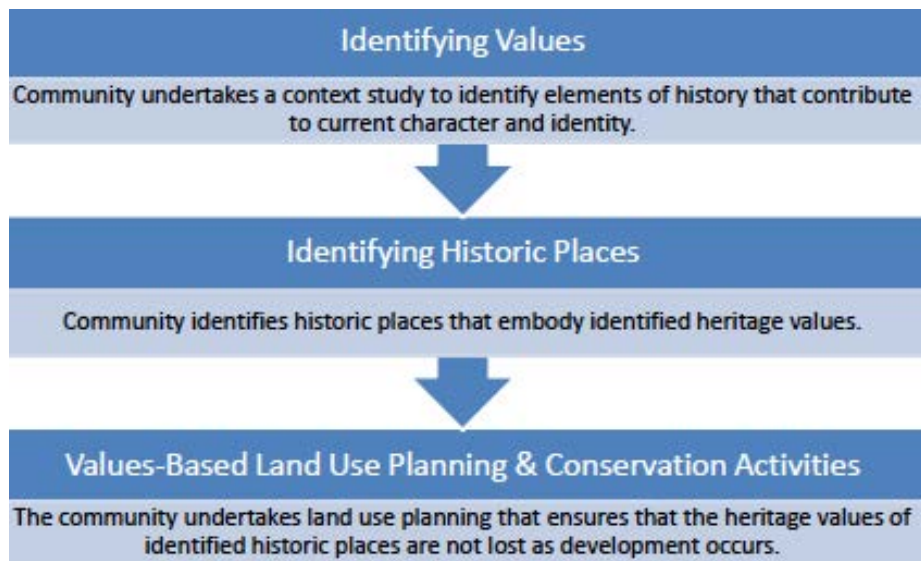 Identifying Values
Community undertakes a context study to identify elements of history that contribute
to current character and identity.
Identifying Historic Places
Community identifies historic places that embody identified heritage values.
Values-Based Land Use Planning & Conservation Activities
The community undertakes land use planning that ensures that the heritage values of
identified historic places are not lost as development occurs.